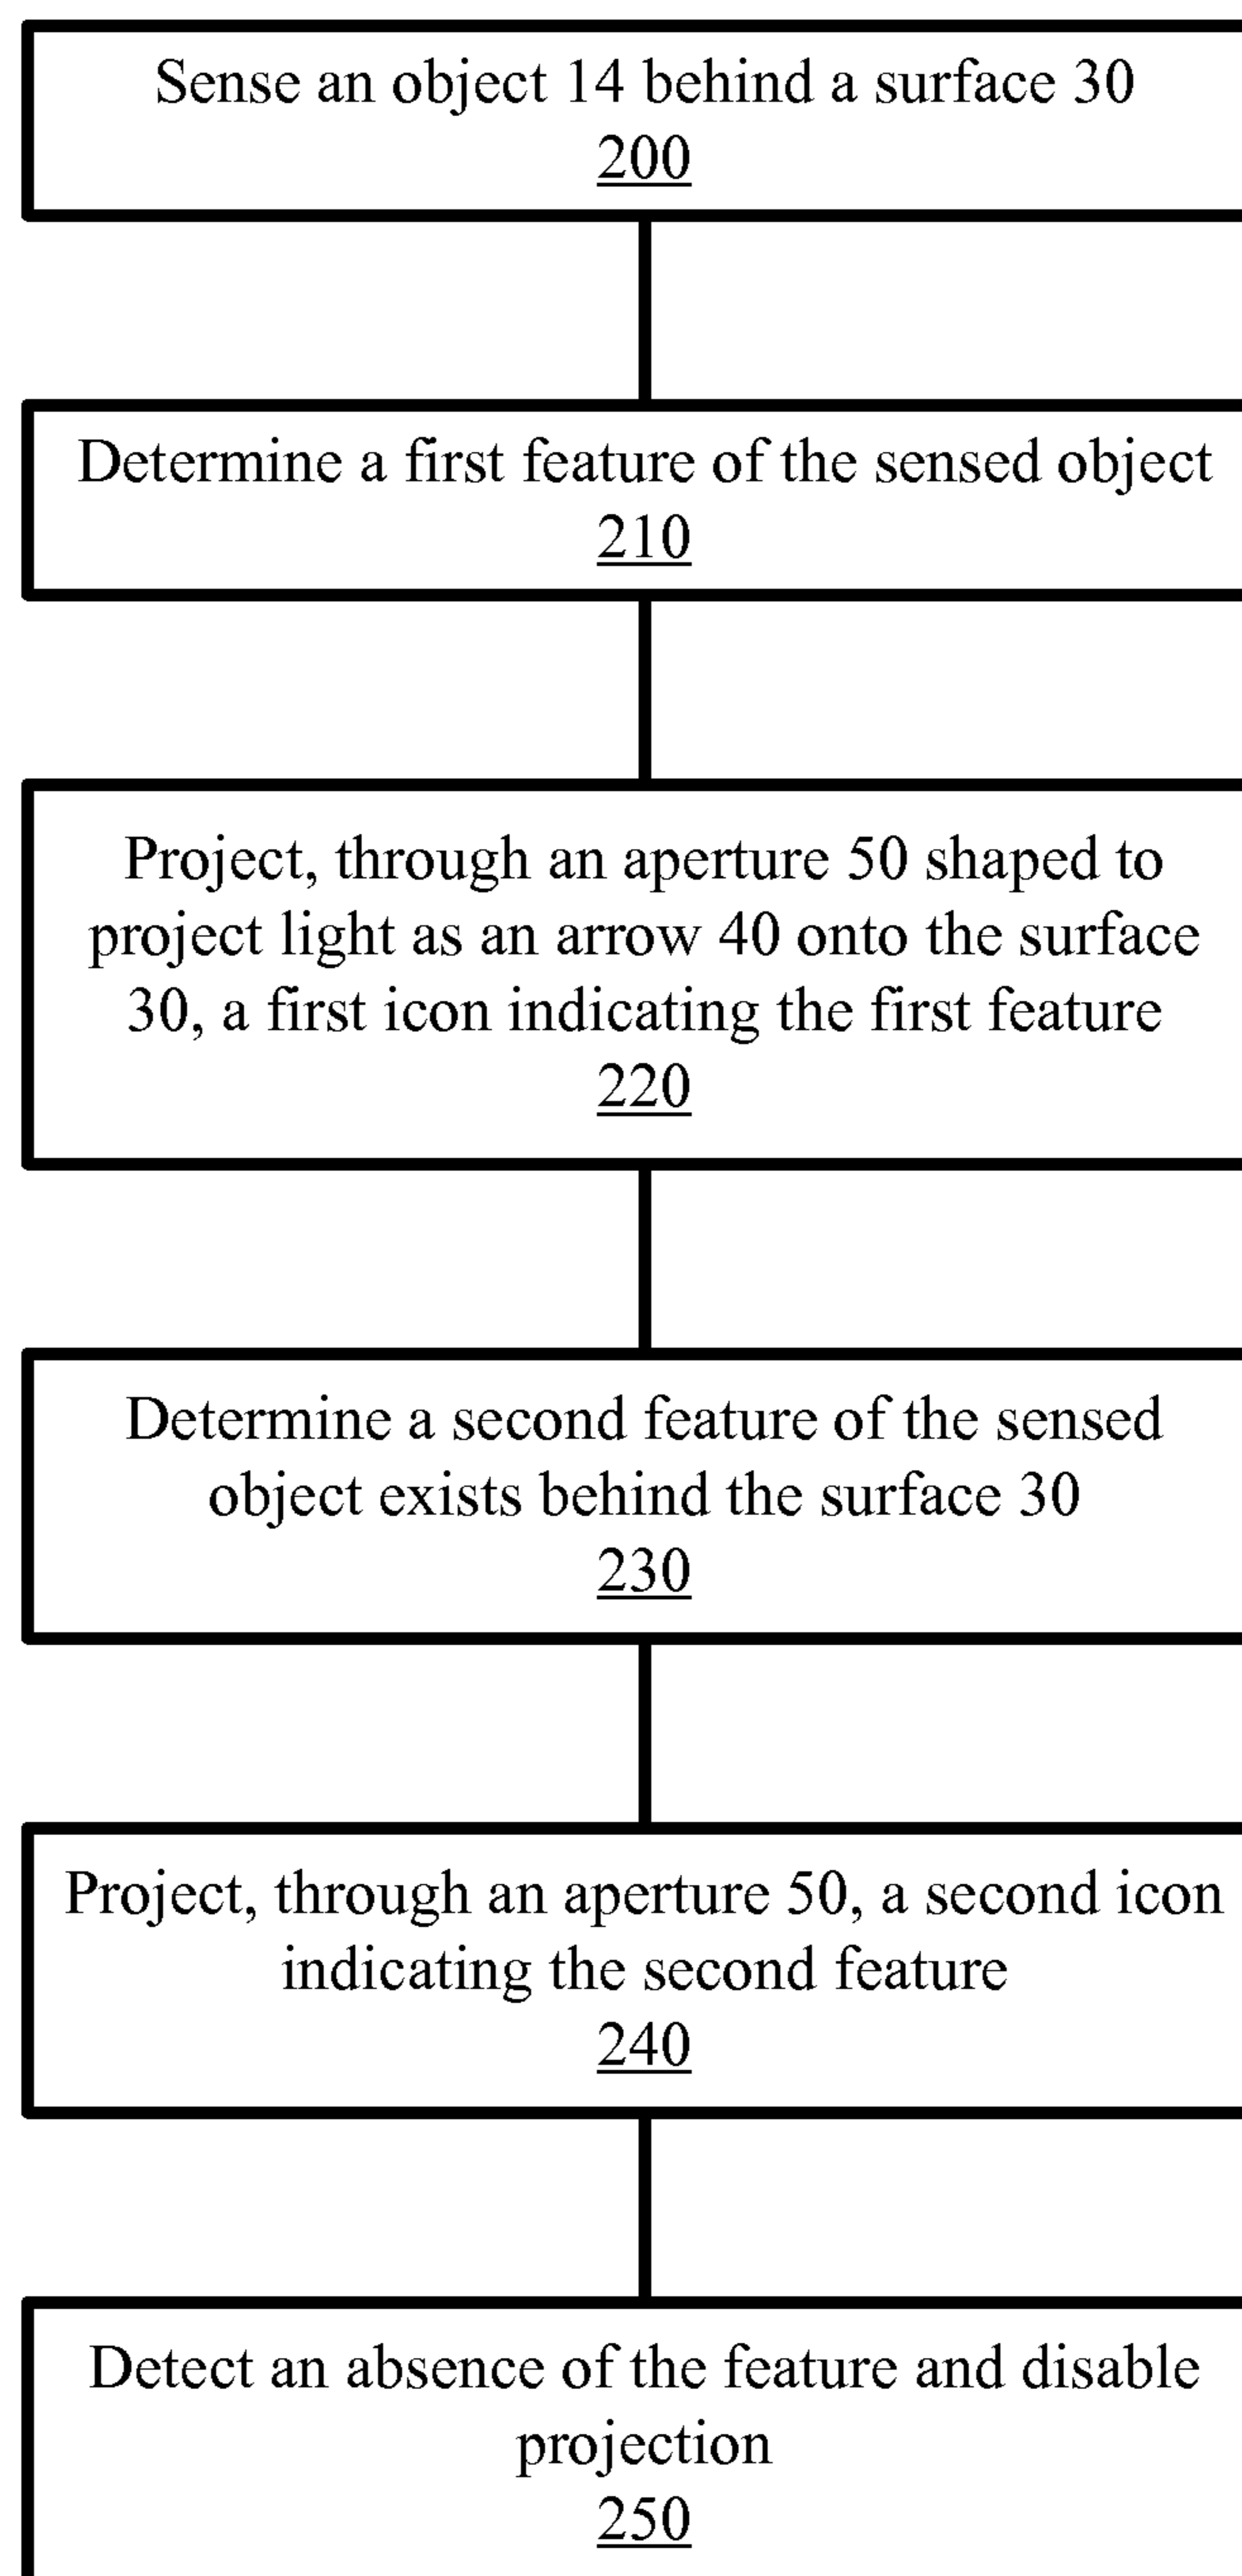 Sense an object 14 behind a surface 30
200
Determine a first feature of the sensed object
210
Project, through an aperture 50 shaped to
project light as an arrow 40 onto the surface
30, a first icon indicating the first feature
220
Determine a second feature of the sensed
object exists behind the surface 30
230
Project, through an aperture 50, a second icon
indicating the second feature
240
Detect an absence of the feature and disable
projection
250